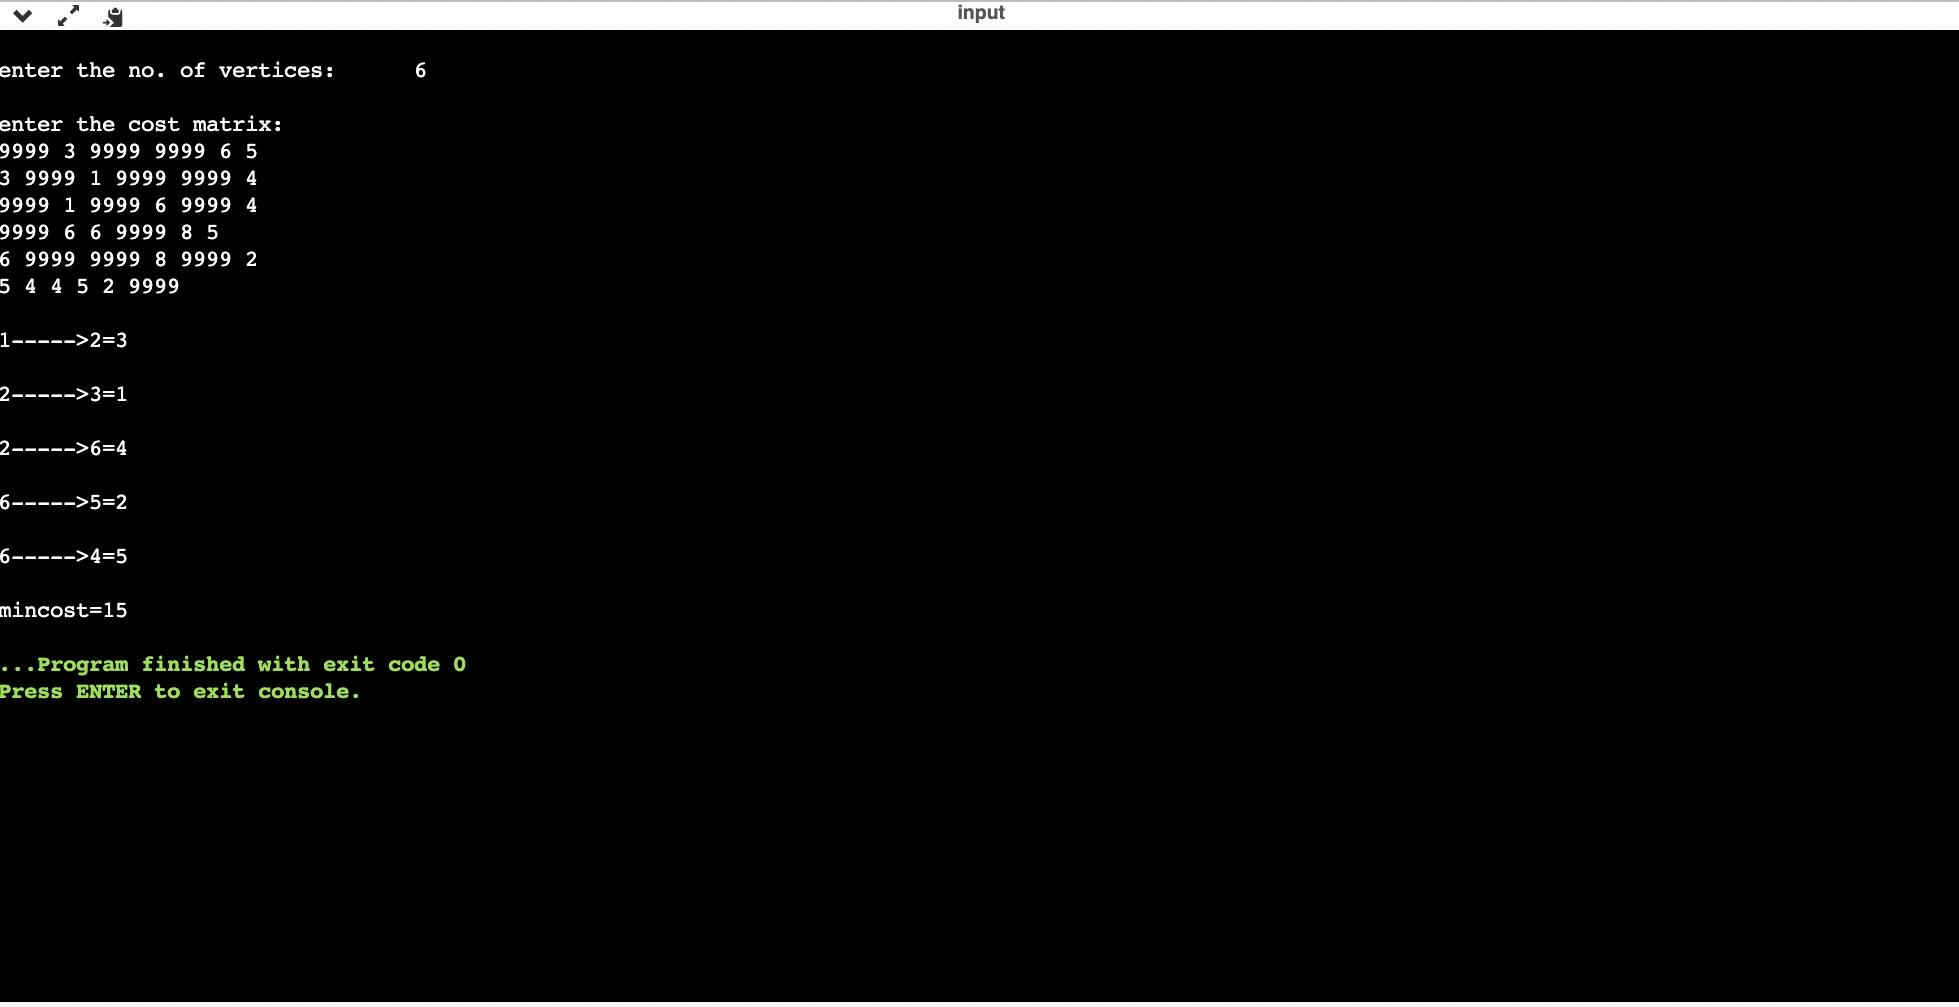 input
enter the no. of vertices: 6
enter the cost matrix:
9999 3 9999 9999 6 5
3 9999 1 9999 9999 4
9999 1 9999 6 9999 4
9999 6 6 9999 8 5
6 9999 9999 8 9999 2
5 4 4 5 2 9999
1----->2=3
2----->3=1
2----->6=4
6----->5=2
6----->4=5
mincost=15
...Program finished with exit code 0
Press ENTER to exit console.